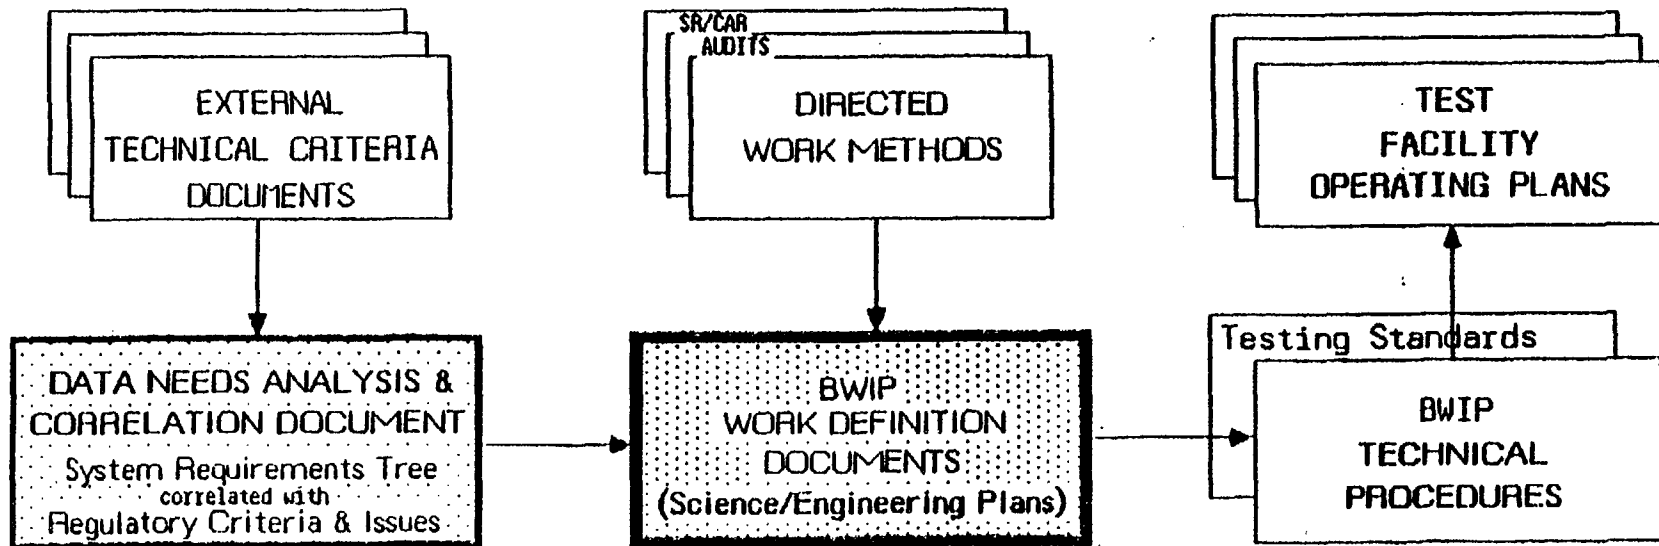 EXTERNAL
TECHNICAL CRITERIA
DOCUMENTS
SR/CAR
AUDITS
DIRECTED
WORK METHODS
TEST
FACILITY
OPERATING PLANS
DATA NEEDS ANALYSIS &
CORRELATION DOCUMENT
System Requirements Tree
correlated with
Regulatory Criteria & Issues
BWIP
WORK DEFINITION
DOCUMENTS
(Science/Engineering Plans)
Testing Standards
BWIP
TECHNICAL
PROCEDURES